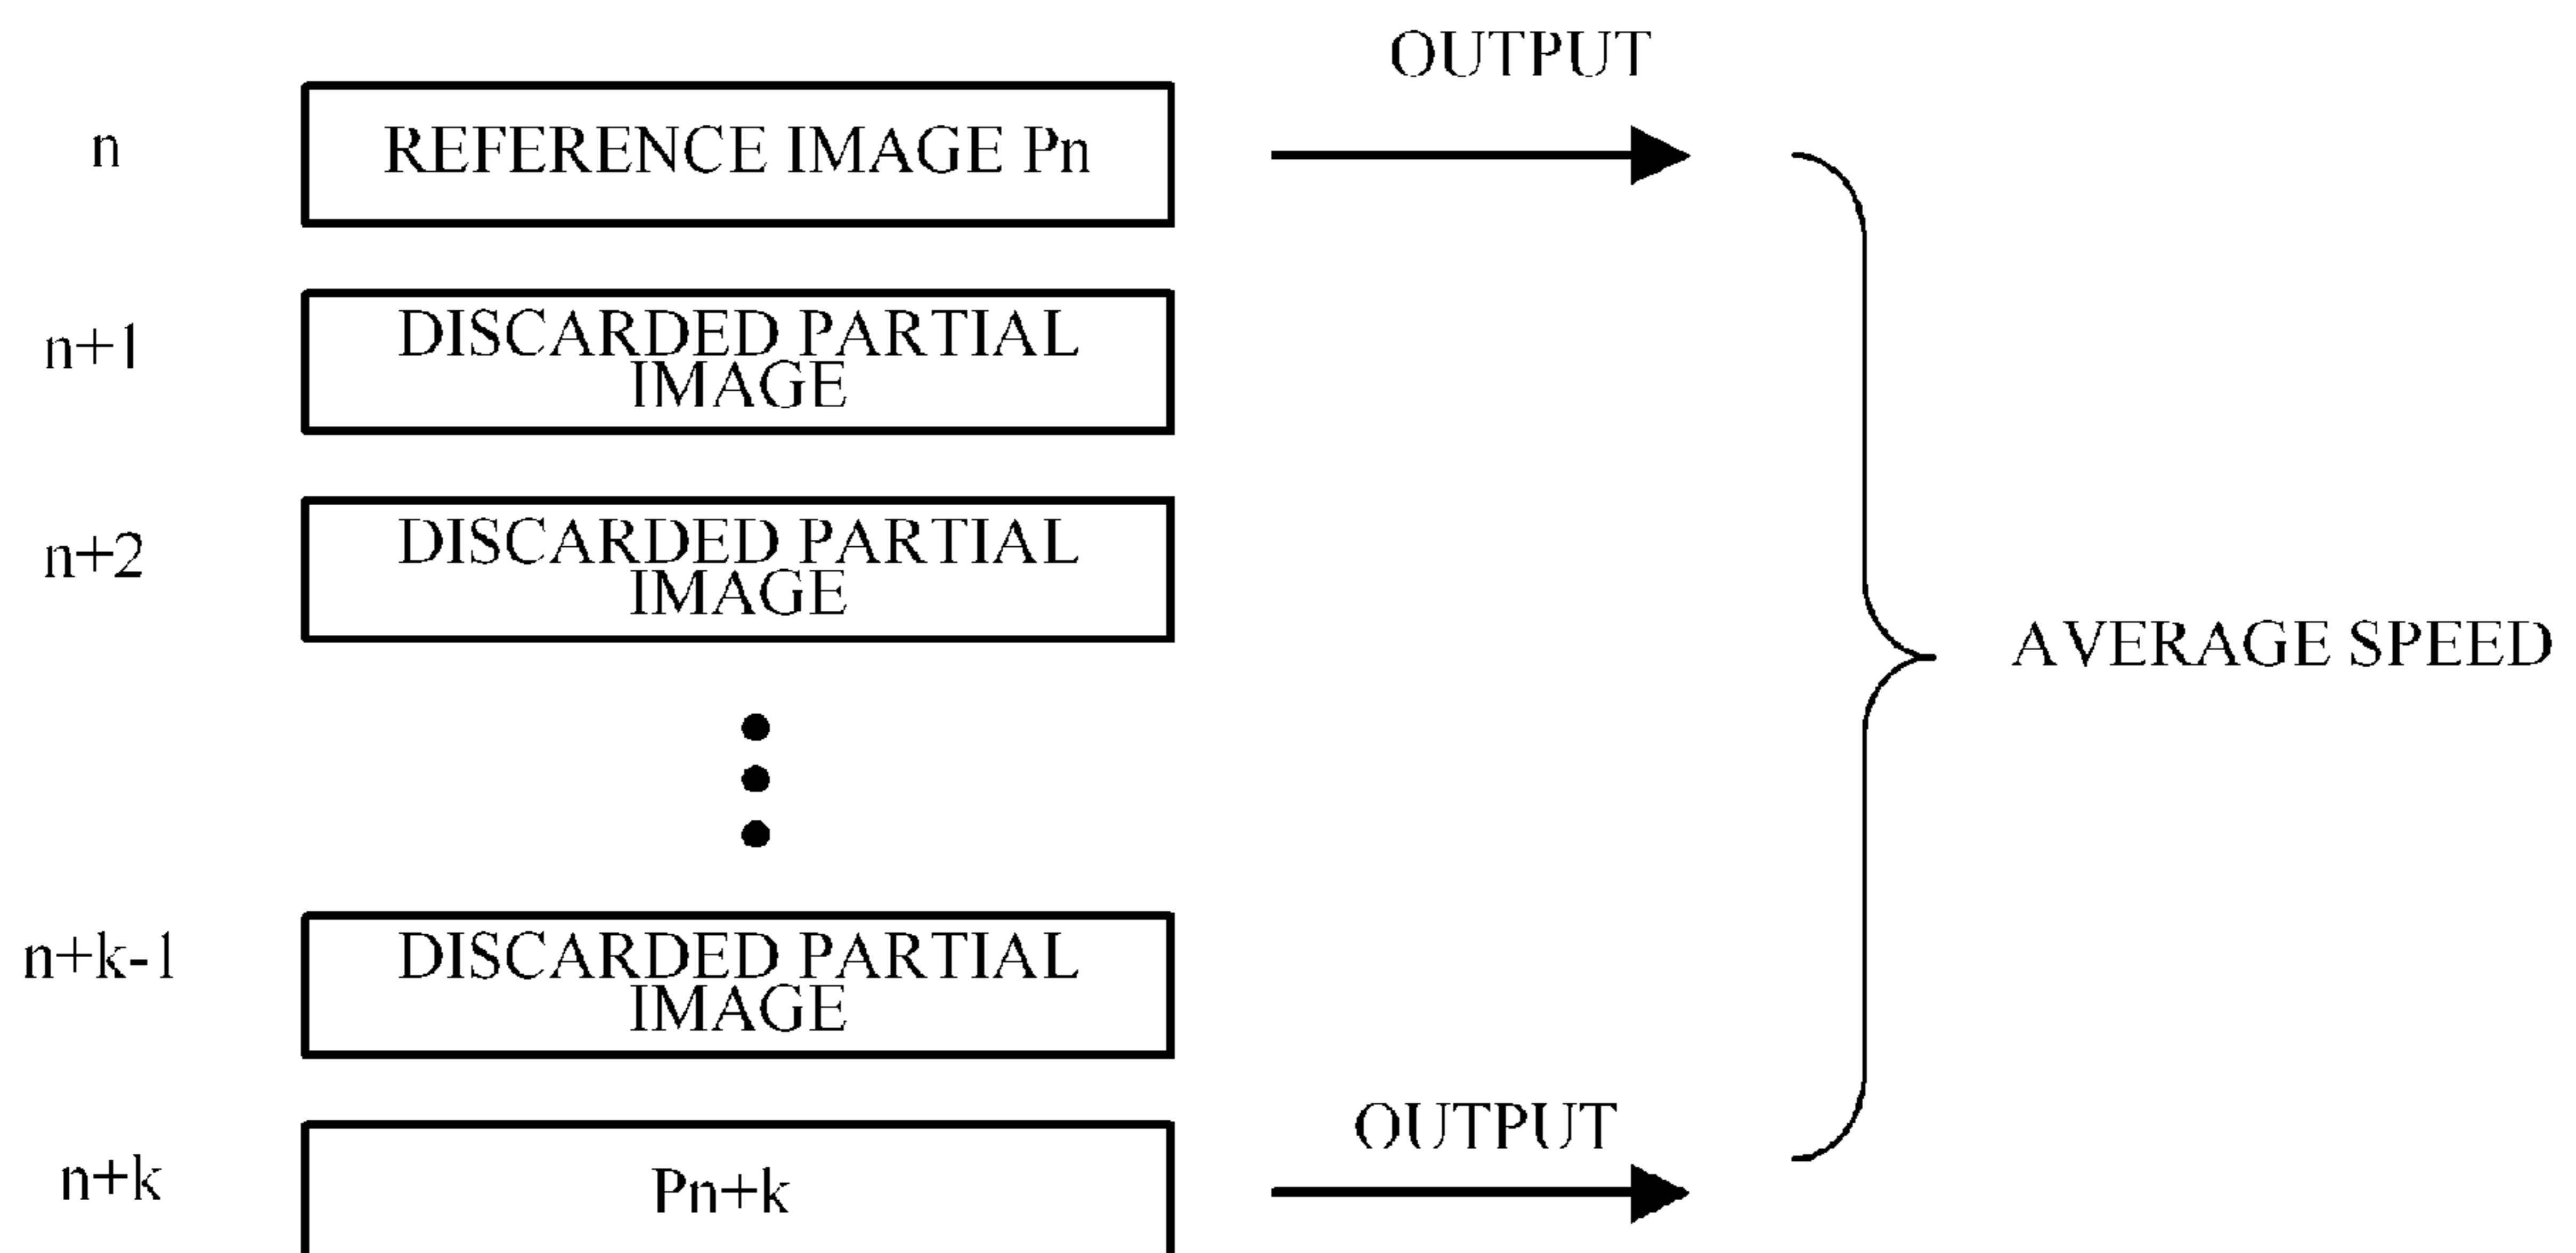 OUTPUT
n
REFERENCE IMAGE Pn
n+1
DISCARDED PARTIAL
IMAGE
n+2
DISCARDED PARTIAL
IMAGE
AVERAGE SPEED
n+k-1
DISCARDED PARTIAL
IMAGE
OUTPUT
n+k
Pn+k